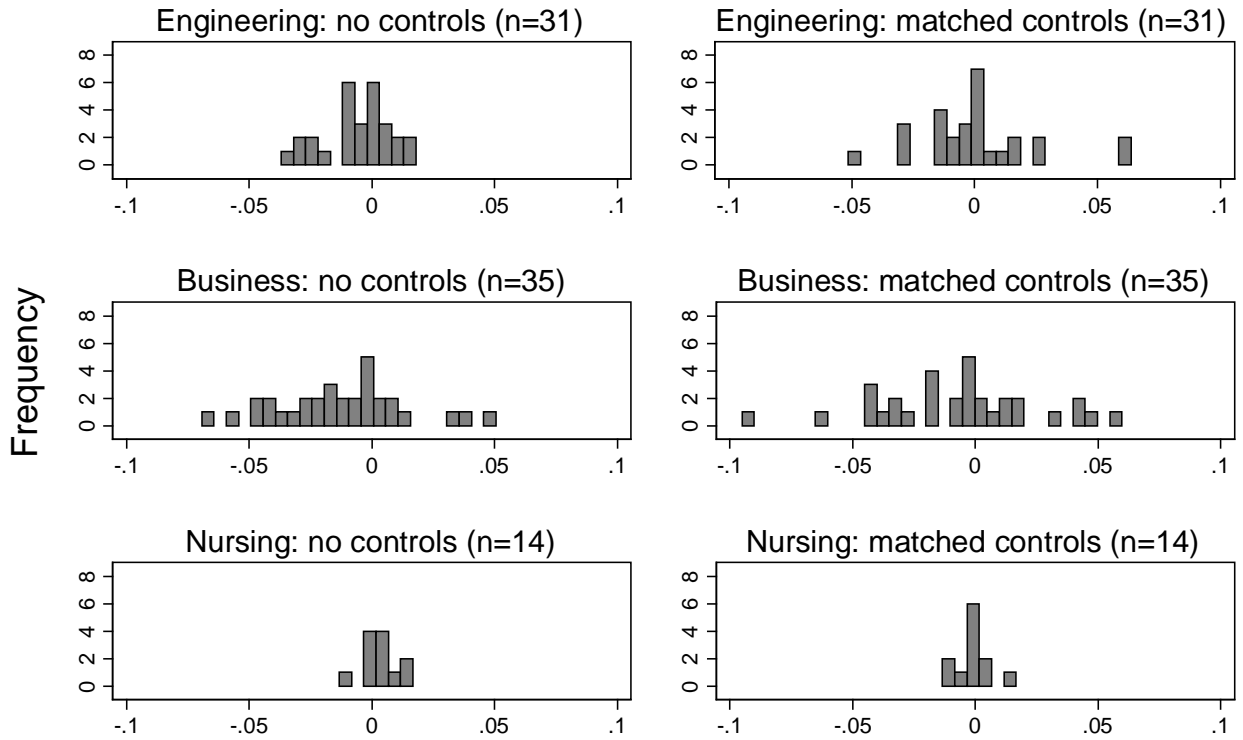 Frequency
Engineering: no controls (n=31)
8
6
4
2
0
-.1 -.05 0 .05 .1
Engineering: matched controls (n=31)
8
6
4
2
0
-.1 -.05 0 .05 .1
Business: no controls (n=35)
8
6
4
2
0
-.1 -.05 0 .05 .1
Business: matched controls (n=35)
8
6
4
2
0
-.1 -.05 0 .05 .1
Nursing: no controls (n=14)
8
6
4
2
0
-.1 -.05 0 .05 .1
Nursing: matched controls (n=14)
8
6
4
2
0
-.1 -.05 0 .05 .1